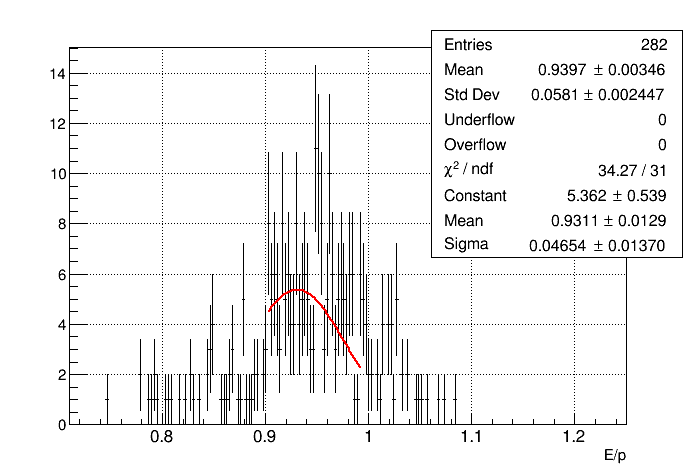 Entries 282
Mean 0.9397 ± 0.00346
Std Dev 0.0581 ± 0.002447
Underflow 0
Overflow 0
χ² / ndf 34.27 / 31
Constant 5.362 ± 0.539
Mean 0.9311 ± 0.0129
Sigma 0.04654 ± 0.01370
14
12
10
8
6
4
2
0
0.8 0.9 1 1.1 1.2
E/p